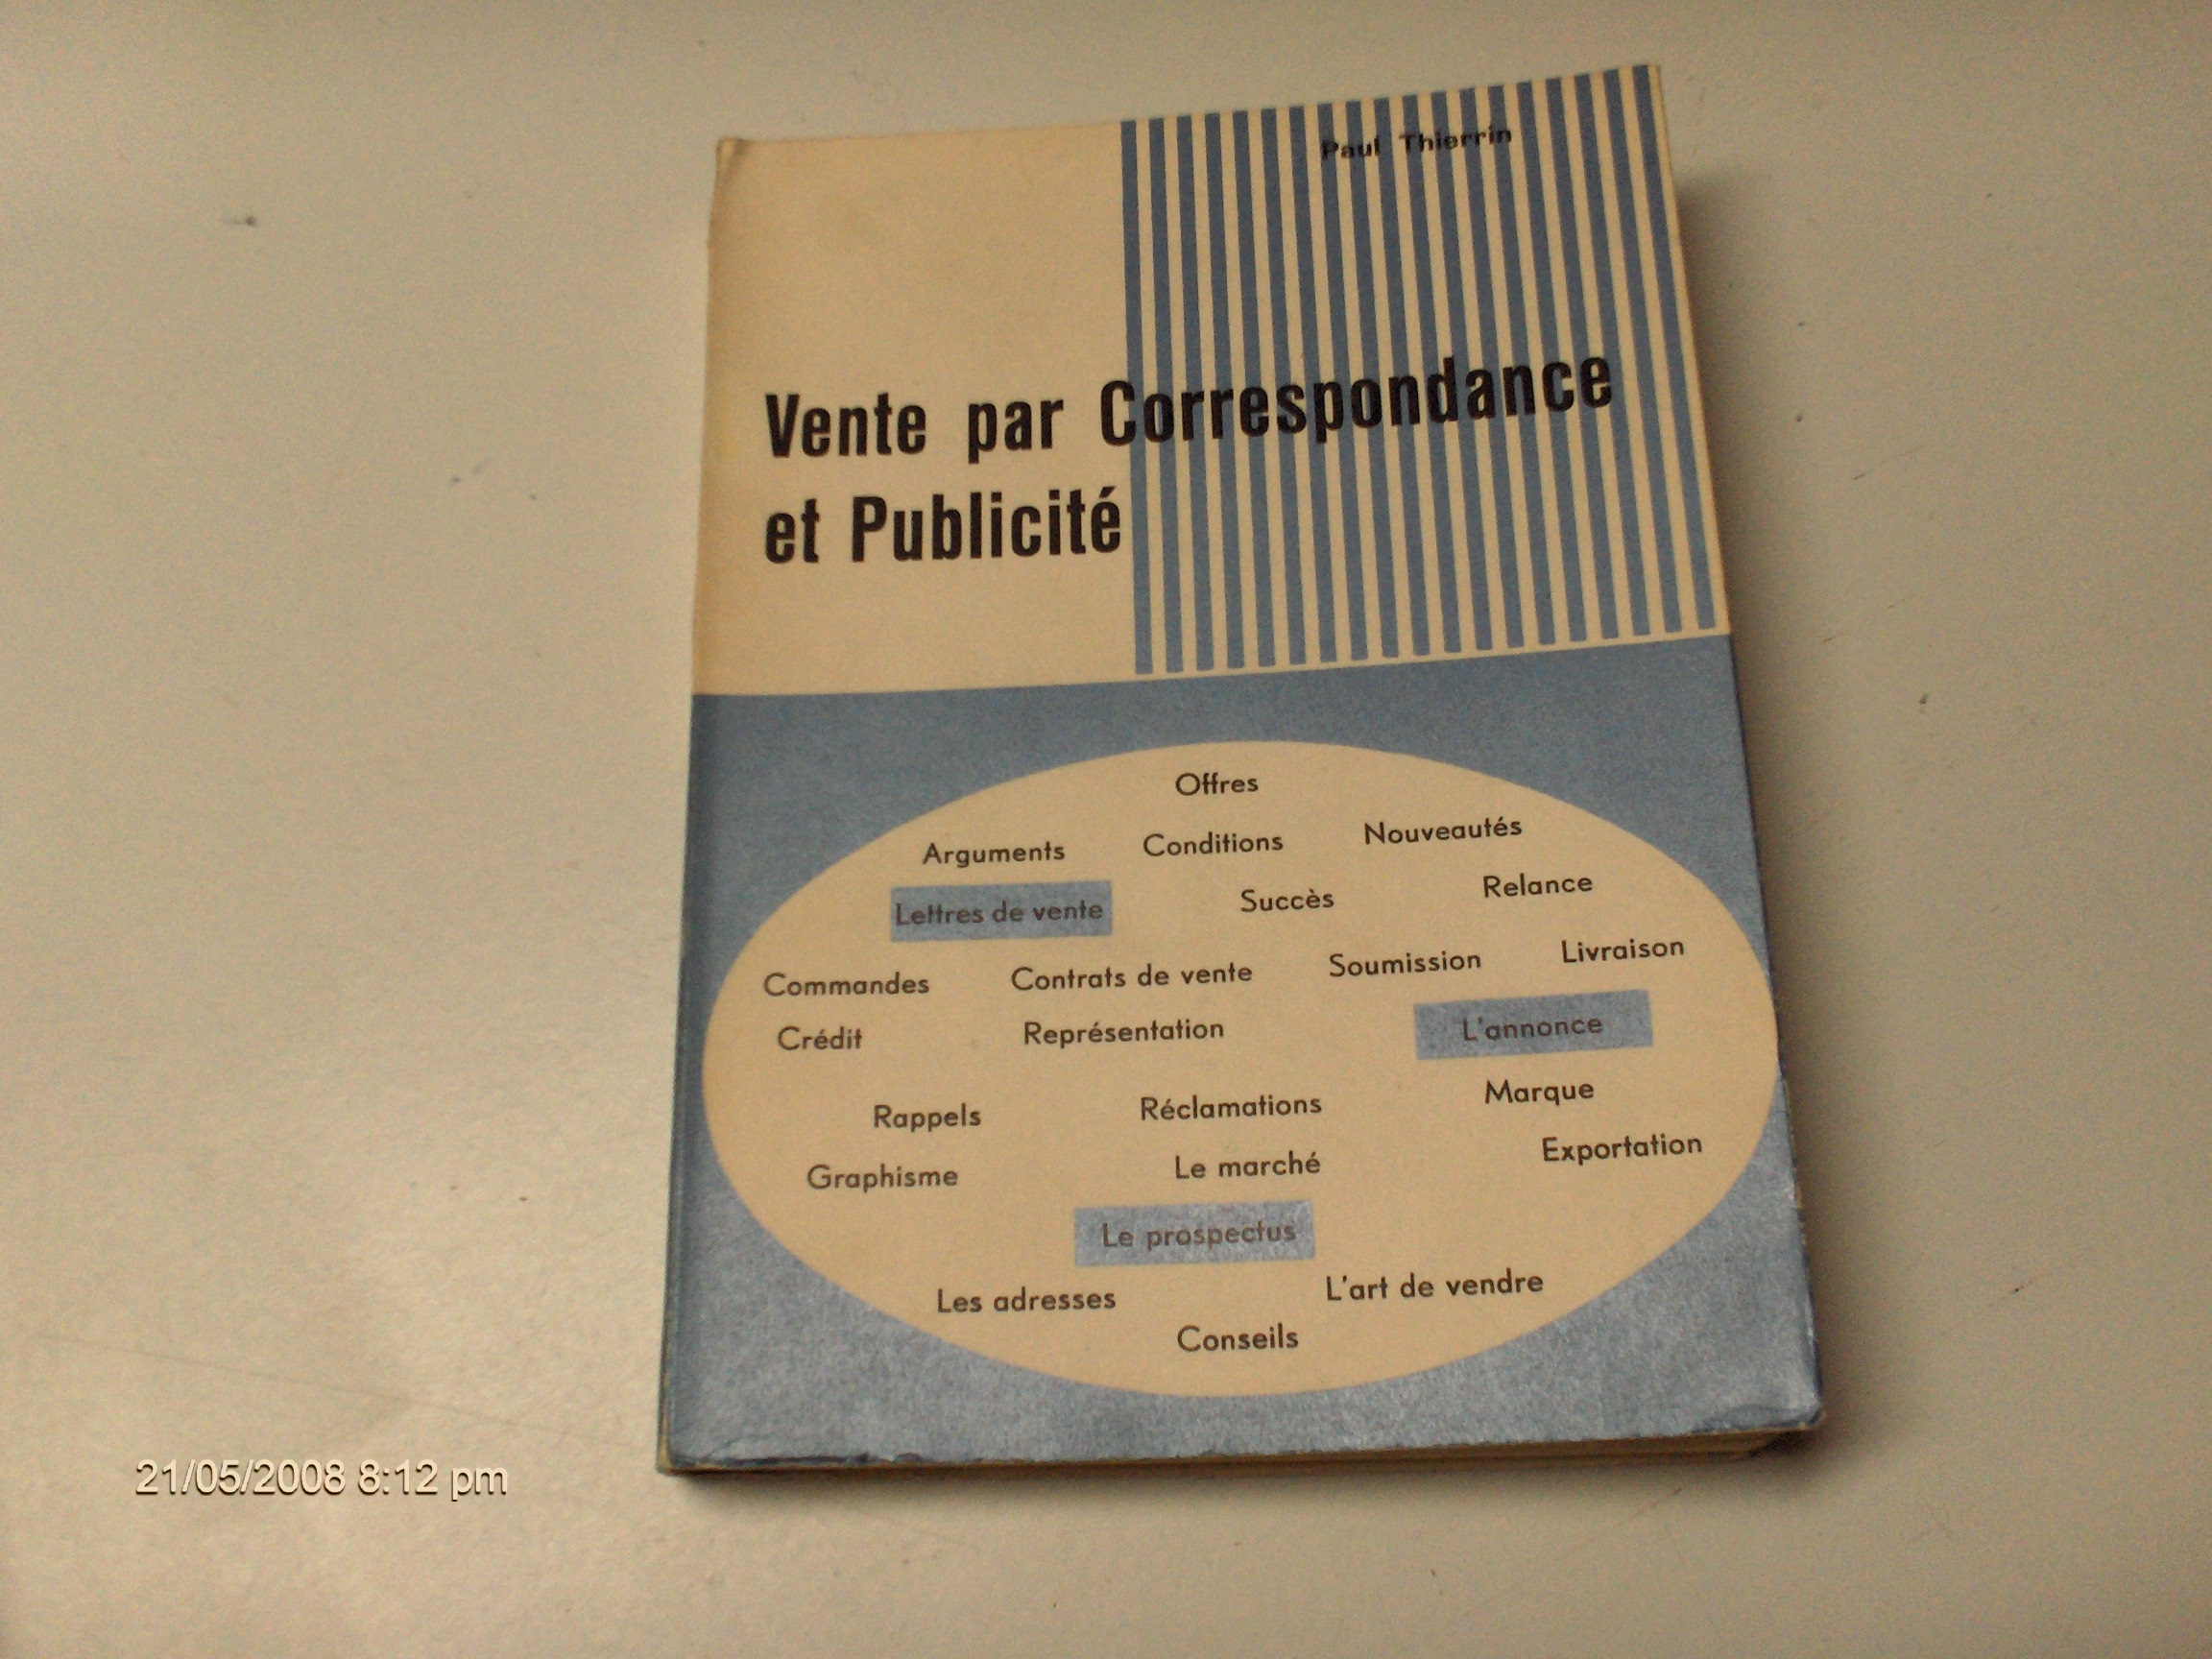 Paul Thierrin
Vente par Correspondance
et Publicité
Offres
Arguments Conditions Nouveautés
Lettres de vente Succès Relance
Commandes Contrats de vente Soumission Livraison
Crédit Représentation L'annonce
Rappels Réclamations Marque
Graphisme Le marché Exportation
Le prospectus
Les adresses L'art de vendre
Conseils
21/05/2008 8:12 pm